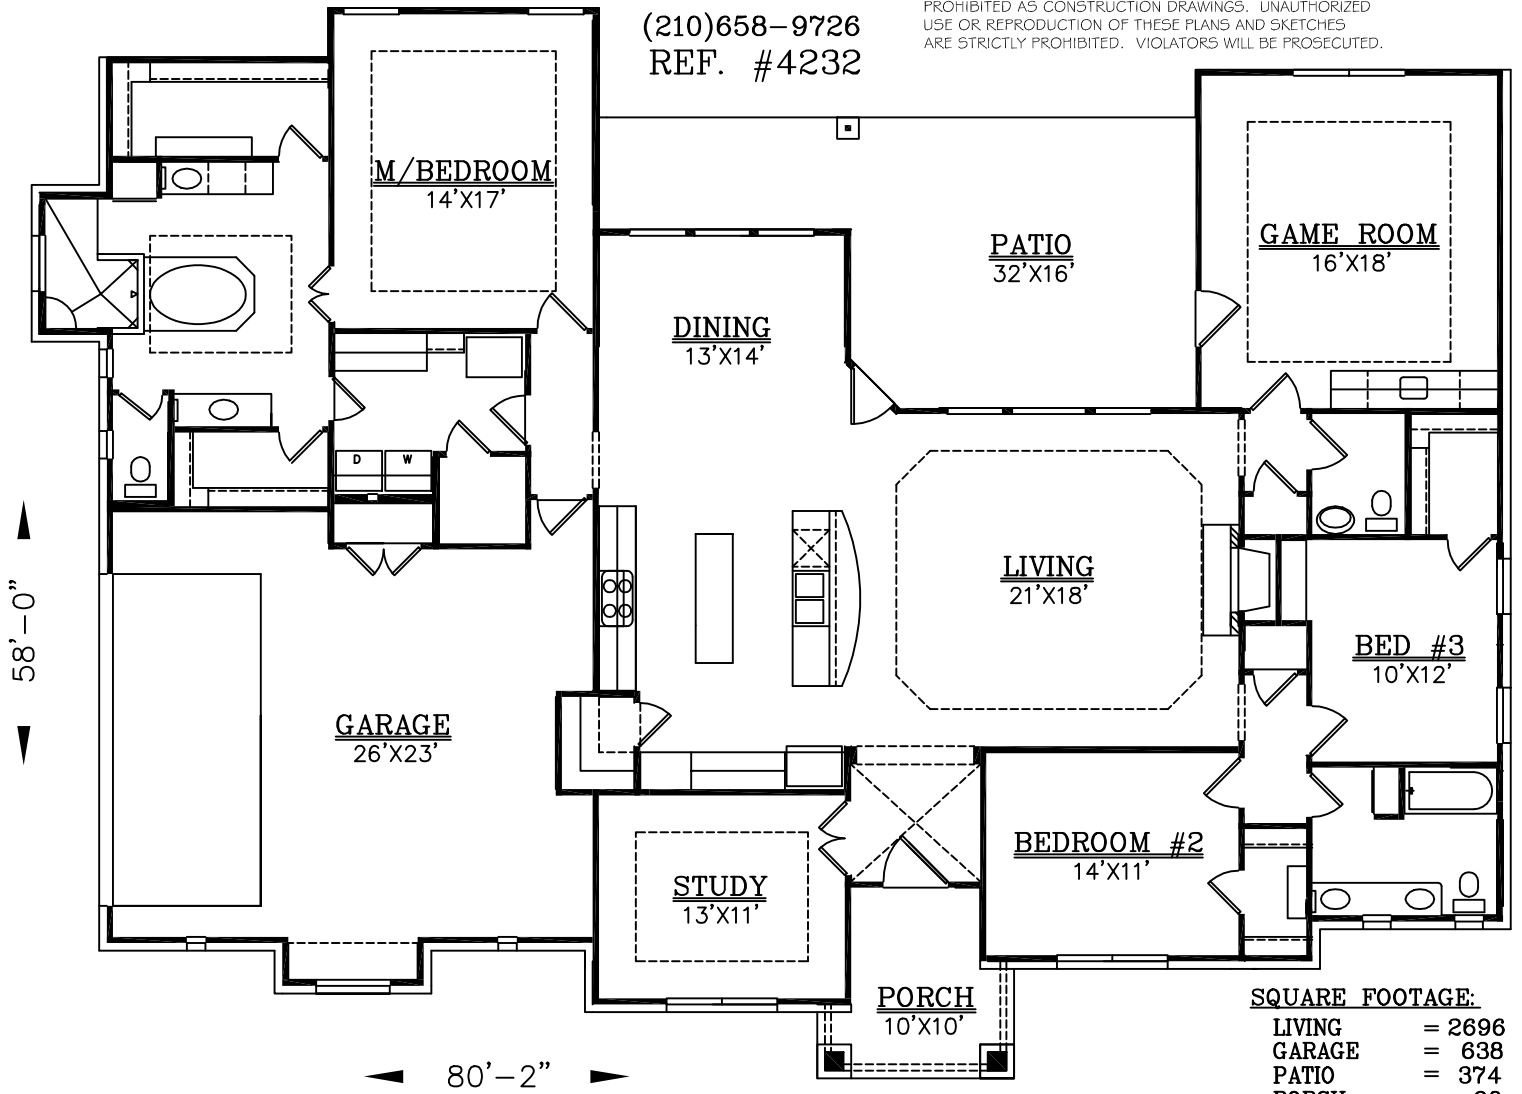 (210)658-9726
REF. #4232
PROHIBITED AS CONSTRUCTION DRAWINGS. UNAUTHORIZED
USE OR REPRODUCTION OF THESE PLANS AND SKETCHES
ARE STRICTLY PROHIBITED. VIOLATORS WILL BE PROSECUTED.
M/BEDROOM
14'X17'
PATIO
32'X16'
GAME ROOM
16'X18'
DINING
13'X14'
D
W
LIVING
21'X18'
BED #3
10'X12'
58'-0"
GARAGE
26'X23'
BEDROOM #2
14'X11'
STUDY
13'X11'
PORCH
10'X10'
80'-2"
SQUARE FOOTAGE:
LIVING = 2696
GARAGE = 638
PATIO = 374